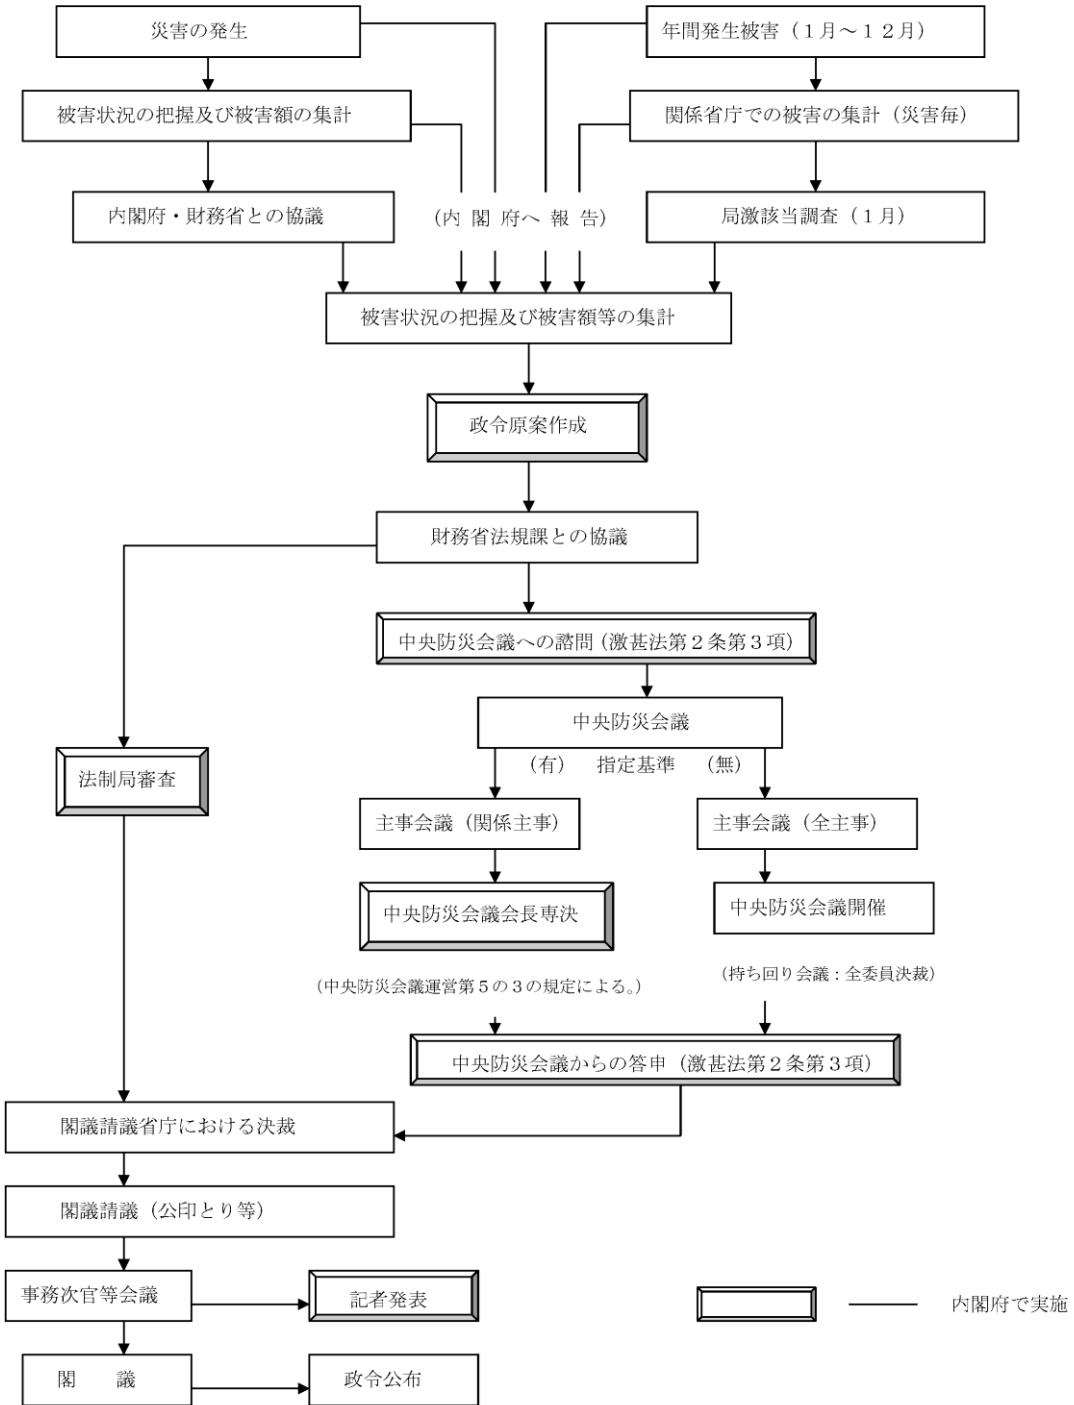 災害の発生
年間発生被害（１月～１２月）
被害状況の把握及び被害額の集計
関係省庁での被害の集計（災害毎）
内閣府・財務省との協議
（内 閣 府へ 報 告）
局激該当調査（１月）
被害状況の把握及び被害額等の集計
政令原案作成
財務省法規課との協議
中央防災会議への諮問（激甚法第２条第３項）
中央防災会議
（有） 指定基準 （無）
法制局審査
主事会議（関係主事）
主事会議（全主事）
中央防災会議会長専決
中央防災会議開催
（中央防災会議運営第５の３の規定による。）
（持ち回り会議：全委員決裁）
中央防災会議からの答申（激甚法第２条第３項）
閣議請議省庁における決裁
閣議請議（公印とり等）
事務次官等会議
記者発表
内閣府で実施
閣　　議
政令公布